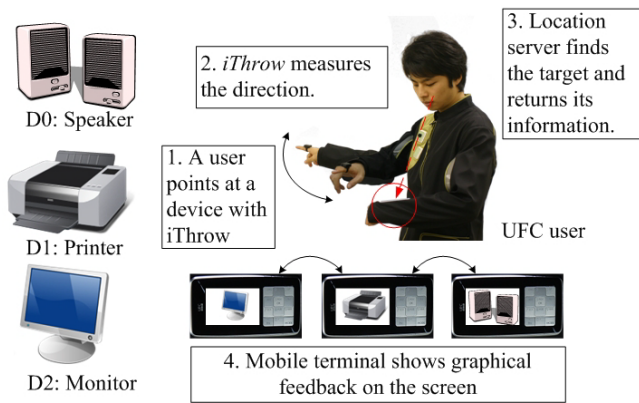 D0: Speaker
D1: Printer
D2: Monitor
1. A user
points at a
device with
iThrow
2. iThrow measures
the direction.
3. Location
server finds
the target and
returns its
information.
UFC user
4. Mobile terminal shows graphical
feedback on the screen